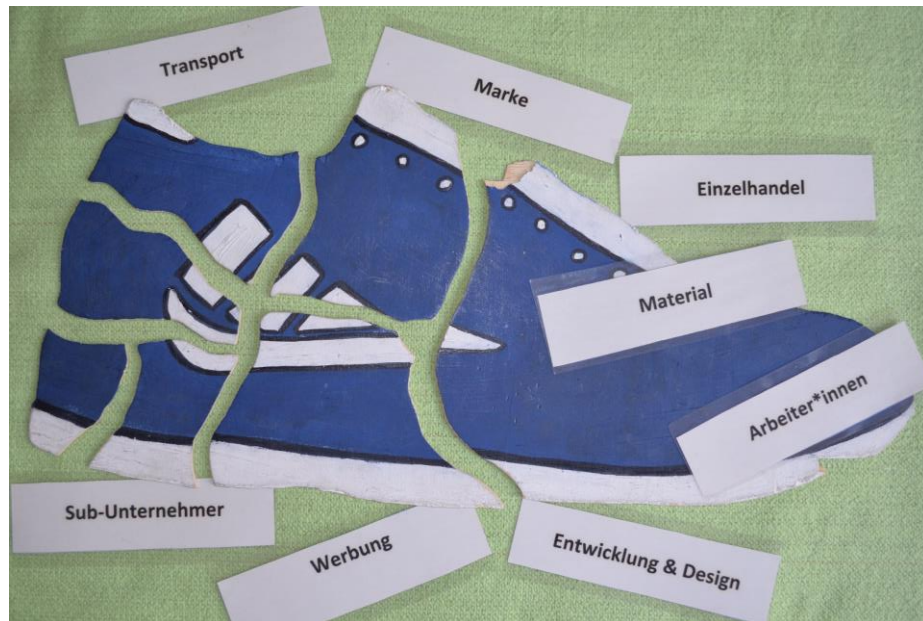 Transport
Marke
Einzelhandel
Material
Arbeiter*innen
Sub-Unternehmer
Werbung
Entwicklung & Design